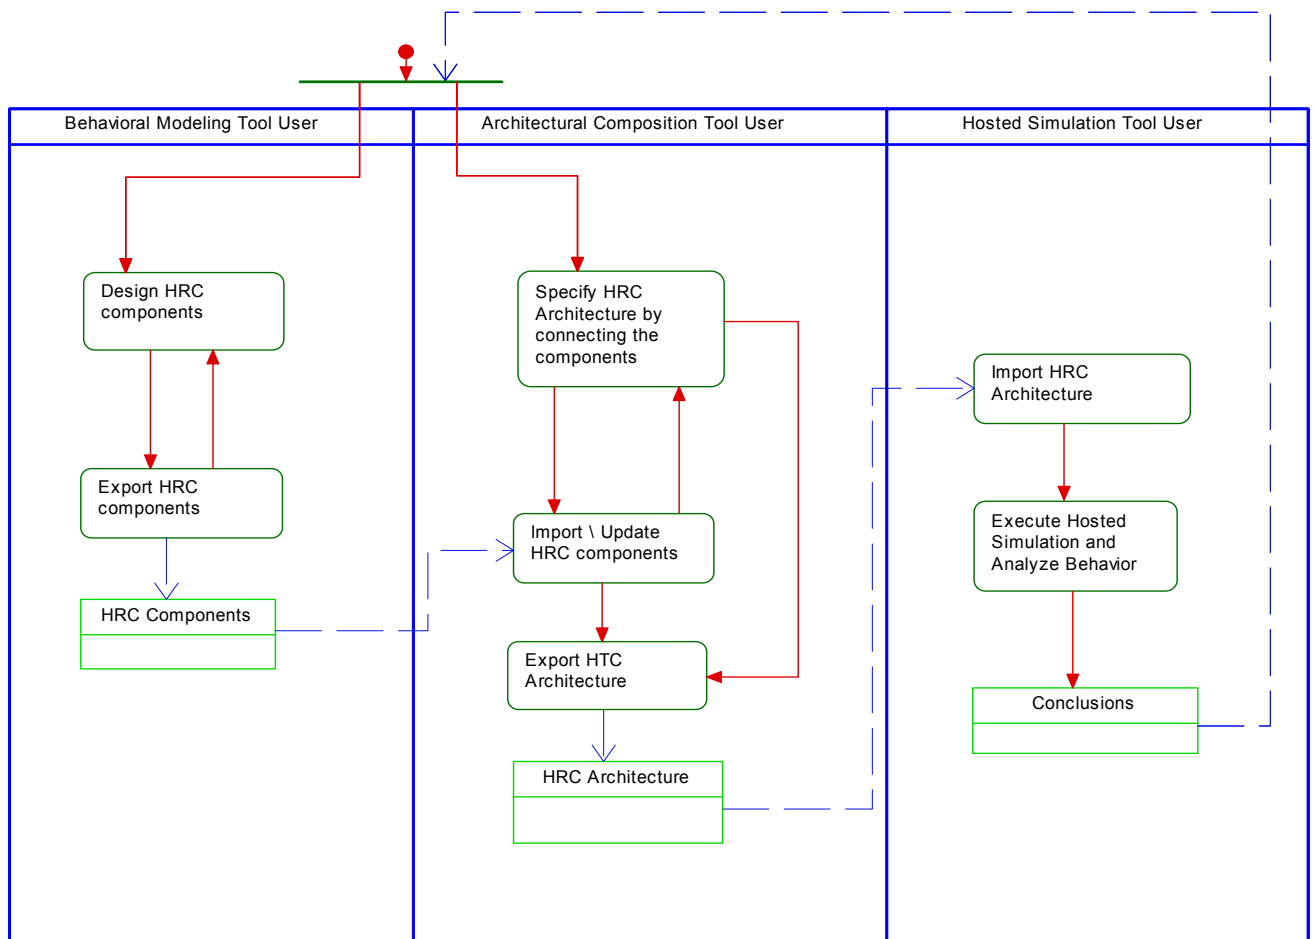 Behavioral Modeling Tool User
Architectural Composition Tool User
Hosted Simulation Tool User
Design HRC
components
Export HRC
components
HRC Components
Specify HRC
Architecture by
connecting the
components
Import \ Update
HRC components
Export HTC
Architecture
HRC Architecture
Import HRC
Architecture
Execute Hosted
Simulation and
Analyze Behavior
Conclusions